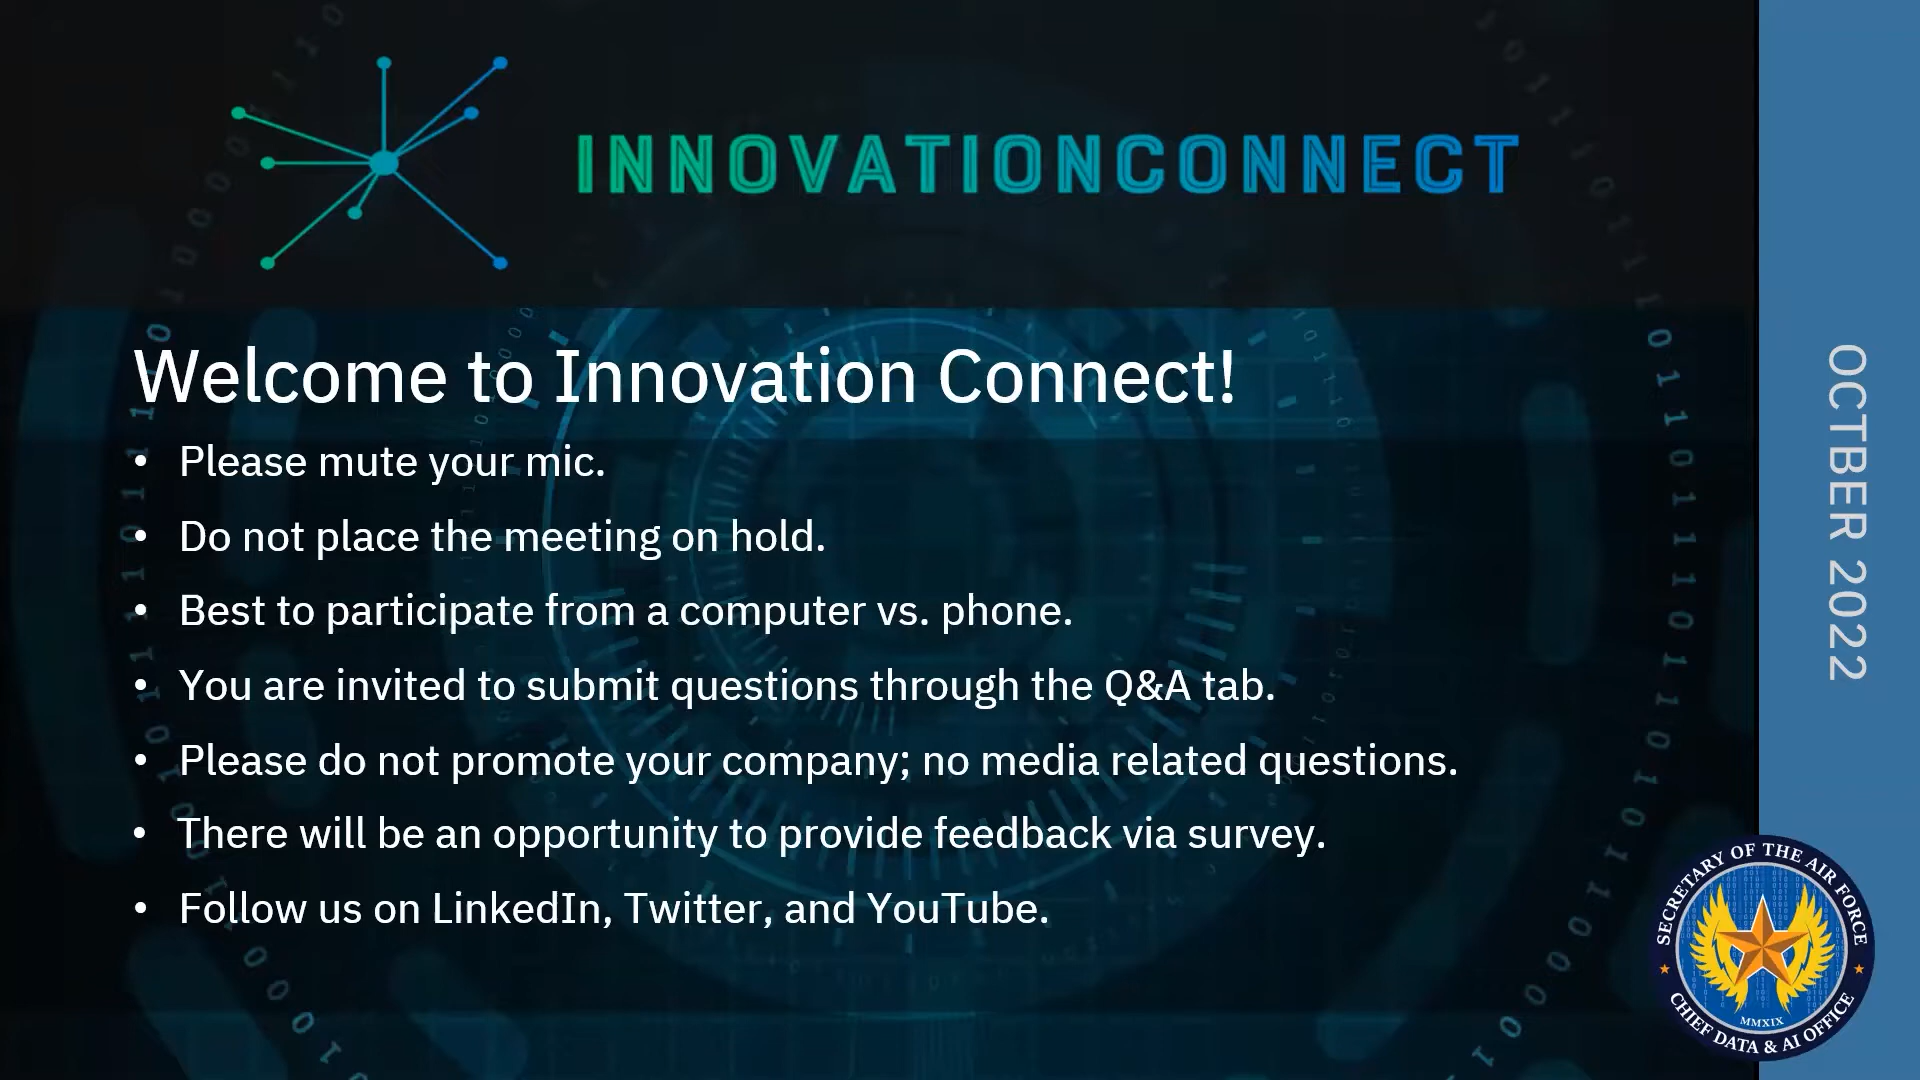 INNOVATIONCONNECT
Welcome to Innovation Connect!
• Please mute your mic.
• Do not place the meeting on hold.
• Best to participate from a computer vs. phone.
• You are invited to submit questions through the Q&A tab.
• Please do not promote your company; no media related questions.
• There will be an opportunity to provide feedback via survey.
• Follow us on LinkedIn, Twitter, and YouTube.
OCTBER 2022
SECRETARY OF THE AIR FORCE
MMXIX
CHIEF DATA & AI OFFICE